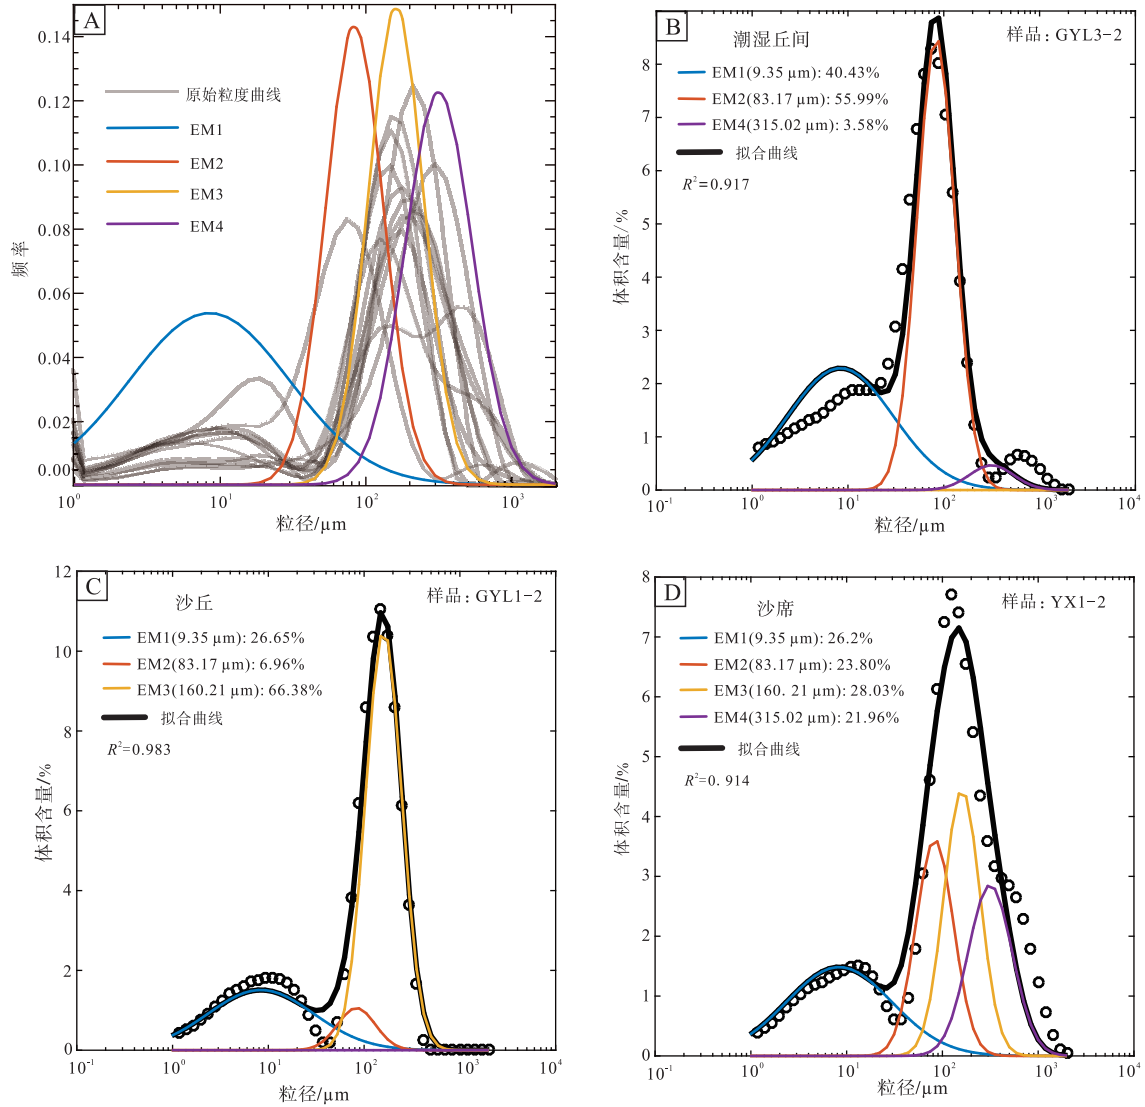 A
0.14
0.12
0.10
0.08
0.06
0.04
0.02
0.00
频率
原始粒度曲线
EM1
EM2
EM3
EM4
10⁰
10¹
10²
10³
粒径/μm
B
潮湿丘间
样品: GYL3-2
EM1(9.35 μm): 40.43%
EM2(83.17 μm): 55.99%
EM4(315.02 μm): 3.58%
拟合曲线
R²=0.917
8
7
6
5
4
3
2
1
0
体积含量/%
10⁻¹
10⁰
10¹
10²
10³
10⁴
粒径/μm
C
沙丘
样品: GYL1-2
EM1(9.35 μm): 26.65%
EM2(83.17 μm): 6.96%
EM3(160.21 μm): 66.38%
拟合曲线
R²=0.983
12
10
8
6
4
2
0
体积含量/%
10⁻¹
10⁰
10¹
10²
10³
10⁴
粒径/μm
D
沙席
样品: YX1-2
EM1(9.35 μm): 26.2%
EM2(83.17 μm): 23.80%
EM3(160. 21 μm): 28.03%
EM4(315.02 μm): 21.96%
拟合曲线
R²=0. 914
8
7
6
5
4
3
2
1
0
体积含量/%
10⁻¹
10⁰
10¹
10²
10³
10⁴
粒径/μm